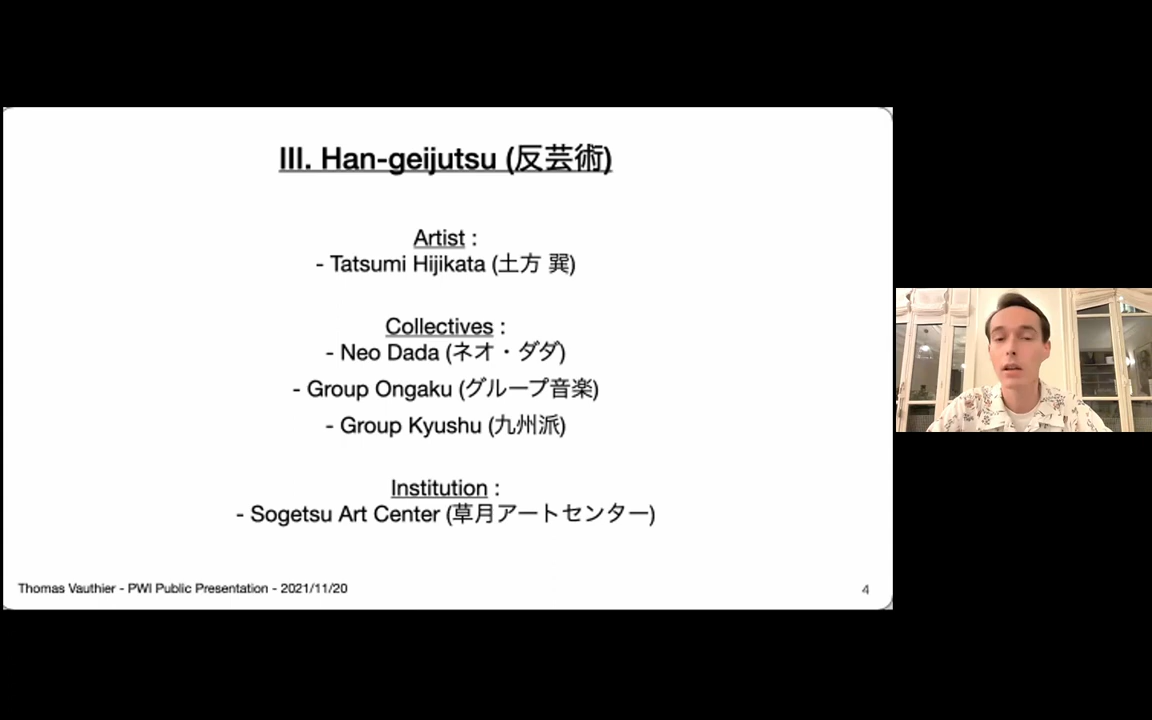 III. Han-geijutsu (反芸術)
Artist :
- Tatsumi Hijikata (土方 巽)
Collectives :
- Neo Dada (ネオ・ダダ)
- Group Ongaku (グループ音楽)
- Group Kyushu (九州派)
Institution :
- Sogetsu Art Center (草月アートセンター)
Thomas Vauthier - PWI Public Presentation - 2021/11/20
4